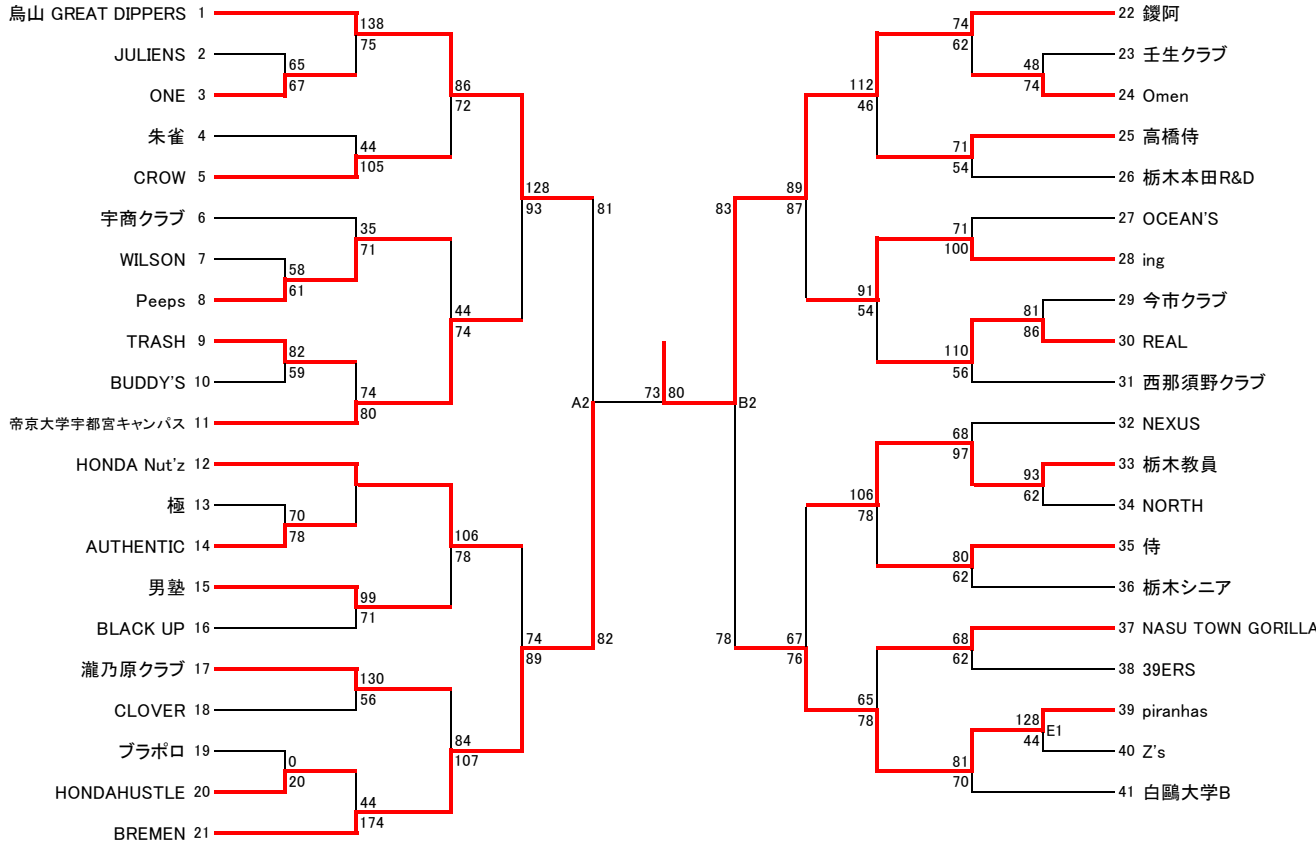 烏山 GREAT DIPPERS 1
138
75
JULIENS 2
65
67
ONE 3
86
72
朱雀 4
44
105
CROW 5
128
93
81
宇商クラブ 6
35
71
WILSON 7
58
61
Peeps 8
44
74
TRASH 9
82
59
BUDDY'S 10
74
80
帝京大学宇都宮キャンパス 11
A2
73 80
B2
HONDA Nut'z 12
極 13
70
78
AUTHENTIC 14
106
78
男塾 15
99
71
BLACK UP 16
74
89
82
瀧乃原クラブ 17
130
56
CLOVER 18
84
107
ブラポロ 19
0
20
HONDAHUSTLE 20
44
174
BREMEN 21
22 鑁阿
74
62
23 壬生クラブ
48
74
24 Omen
112
46
25 高橋侍
71
54
26 栃木本田R&D
83
89
87
27 OCEAN'S
71
100
28 ing
91
54
29 今市クラブ
81
86
30 REAL
110
56
31 西那須野クラブ
32 NEXUS
68
97
33 栃木教員
93
62
34 NORTH
106
78
35 侍
80
62
36 栃木シニア
78
67
76
37 NASU TOWN GORILLA
68
62
38 39ERS
65
78
39 piranhas
128
44
E1
40 Z's
81
70
41 白鷗大学B